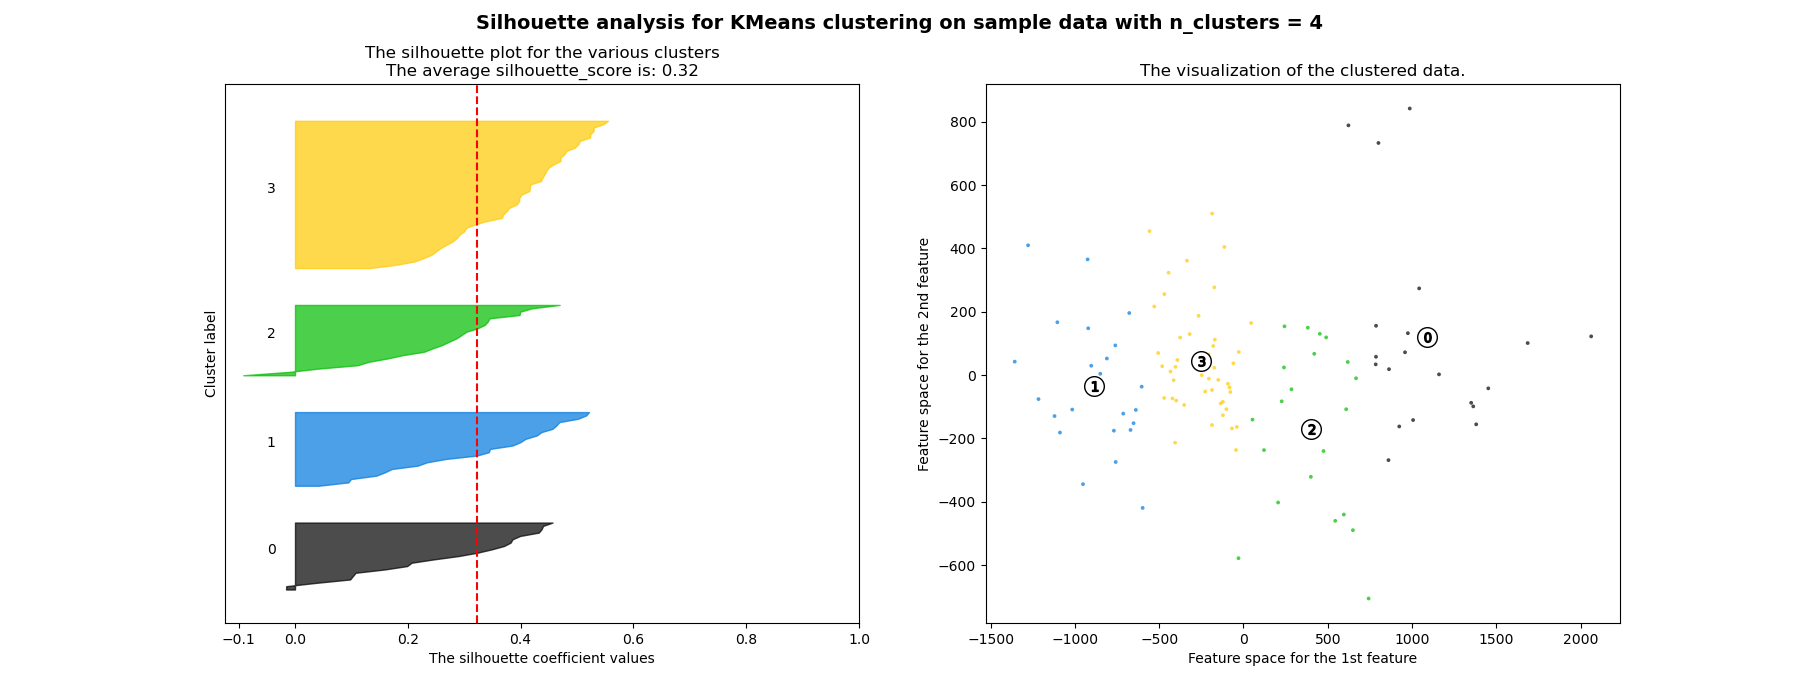 Silhouette analysis for KMeans clustering on sample data with n_clusters = 4
The silhouette plot for the various clusters
The average silhouette_score is: 0.32
Cluster label
3
2
1
0
−0.1 0.0 0.2 0.4 0.6 0.8 1.0
The silhouette coefficient values
The visualization of the clustered data.
Feature space for the 2nd feature
800
600
400
200
0
−200
−400
−600
0
3
1
2
−1500 −1000 −500 0 500 1000 1500 2000
Feature space for the 1st feature